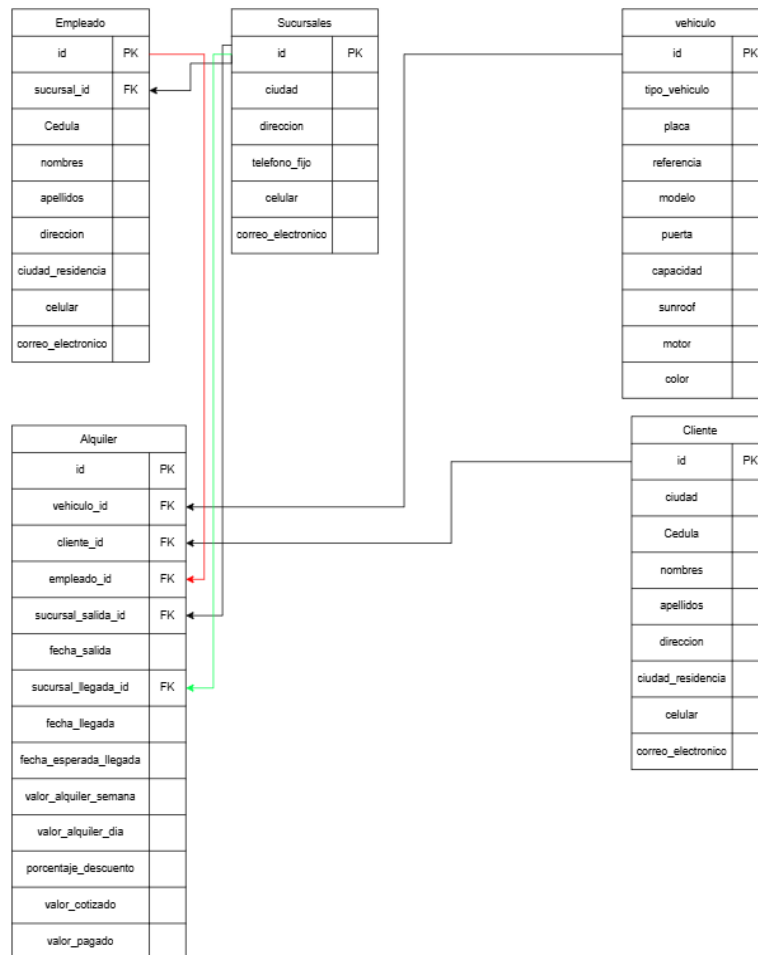 Empleado
id PK
sucursal_id FK
Cedula
nombres
apellidos
direccion
ciudad_residencia
celular
correo_electronico
Sucursales
id PK
ciudad
direccion
telefono_fijo
celular
correo_electronico
vehiculo
id PK
tipo_vehiculo
placa
referencia
modelo
puerta
capacidad
sunroof
motor
color
Alquiler
id PK
vehiculo_id FK
cliente_id FK
empleado_id FK
sucursal_salida_id FK
fecha_salida
sucursal_llegada_id FK
fecha_llegada
fecha_esperada_llegada
valor_alquiler_semana
valor_alquiler_dia
porcentaje_descuento
valor_cotizado
valor_pagado
Cliente
id PK
ciudad
Cedula
nombres
apellidos
direccion
ciudad_residencia
celular
correo_electronico